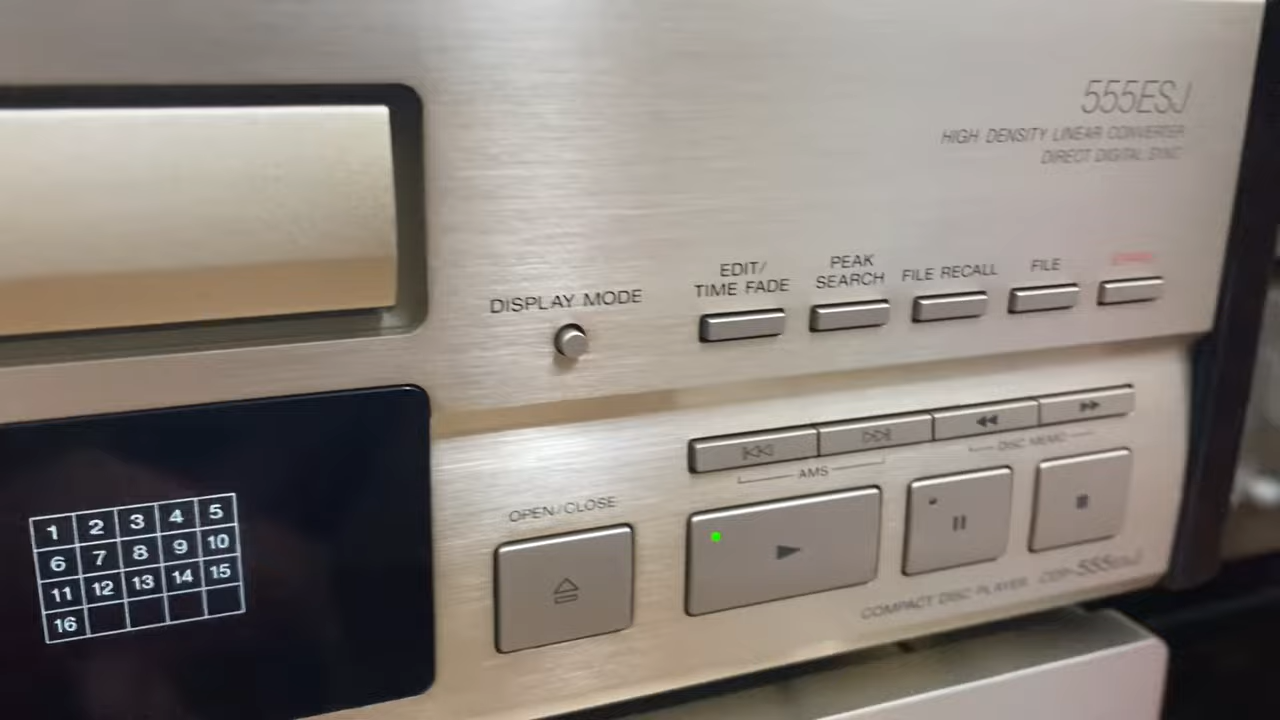 555ESJ
HIGH DENSITY LINEAR CONVERTER
DIRECT DIGITAL SYNC
EDIT/
TIME FADE
PEAK
SEARCH
FILE RECALL
FILE
DISPLAY MODE
AMS
DISC MEMO
OPEN/CLOSE
1 2 3 4 5
6 7 8 9 10
11 12 13 14 15
16
COMPACT DISC PLAYER CDP-555ESJ